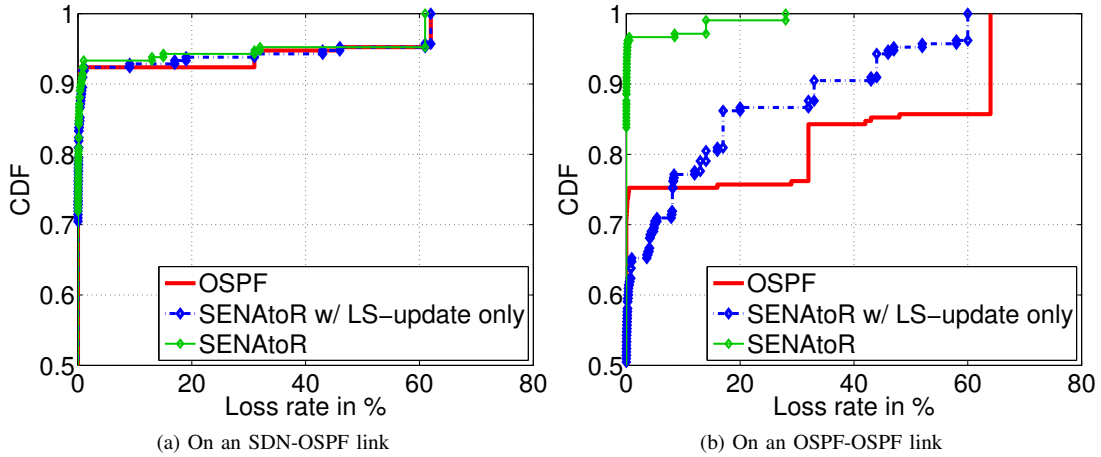 1
0.9
0.8
0.7
0.6
0.5
CDF
OSPF
SENAtoR w/ LS-update only
SENAtoR
0 20 40 60 80
Loss rate in %
(a) On an SDN-OSPF link
1
0.9
0.8
0.7
0.6
0.5
CDF
OSPF
SENAtoR w/ LS-update only
SENAtoR
0 20 40 60 80
Loss rate in %
(b) On an OSPF-OSPF link